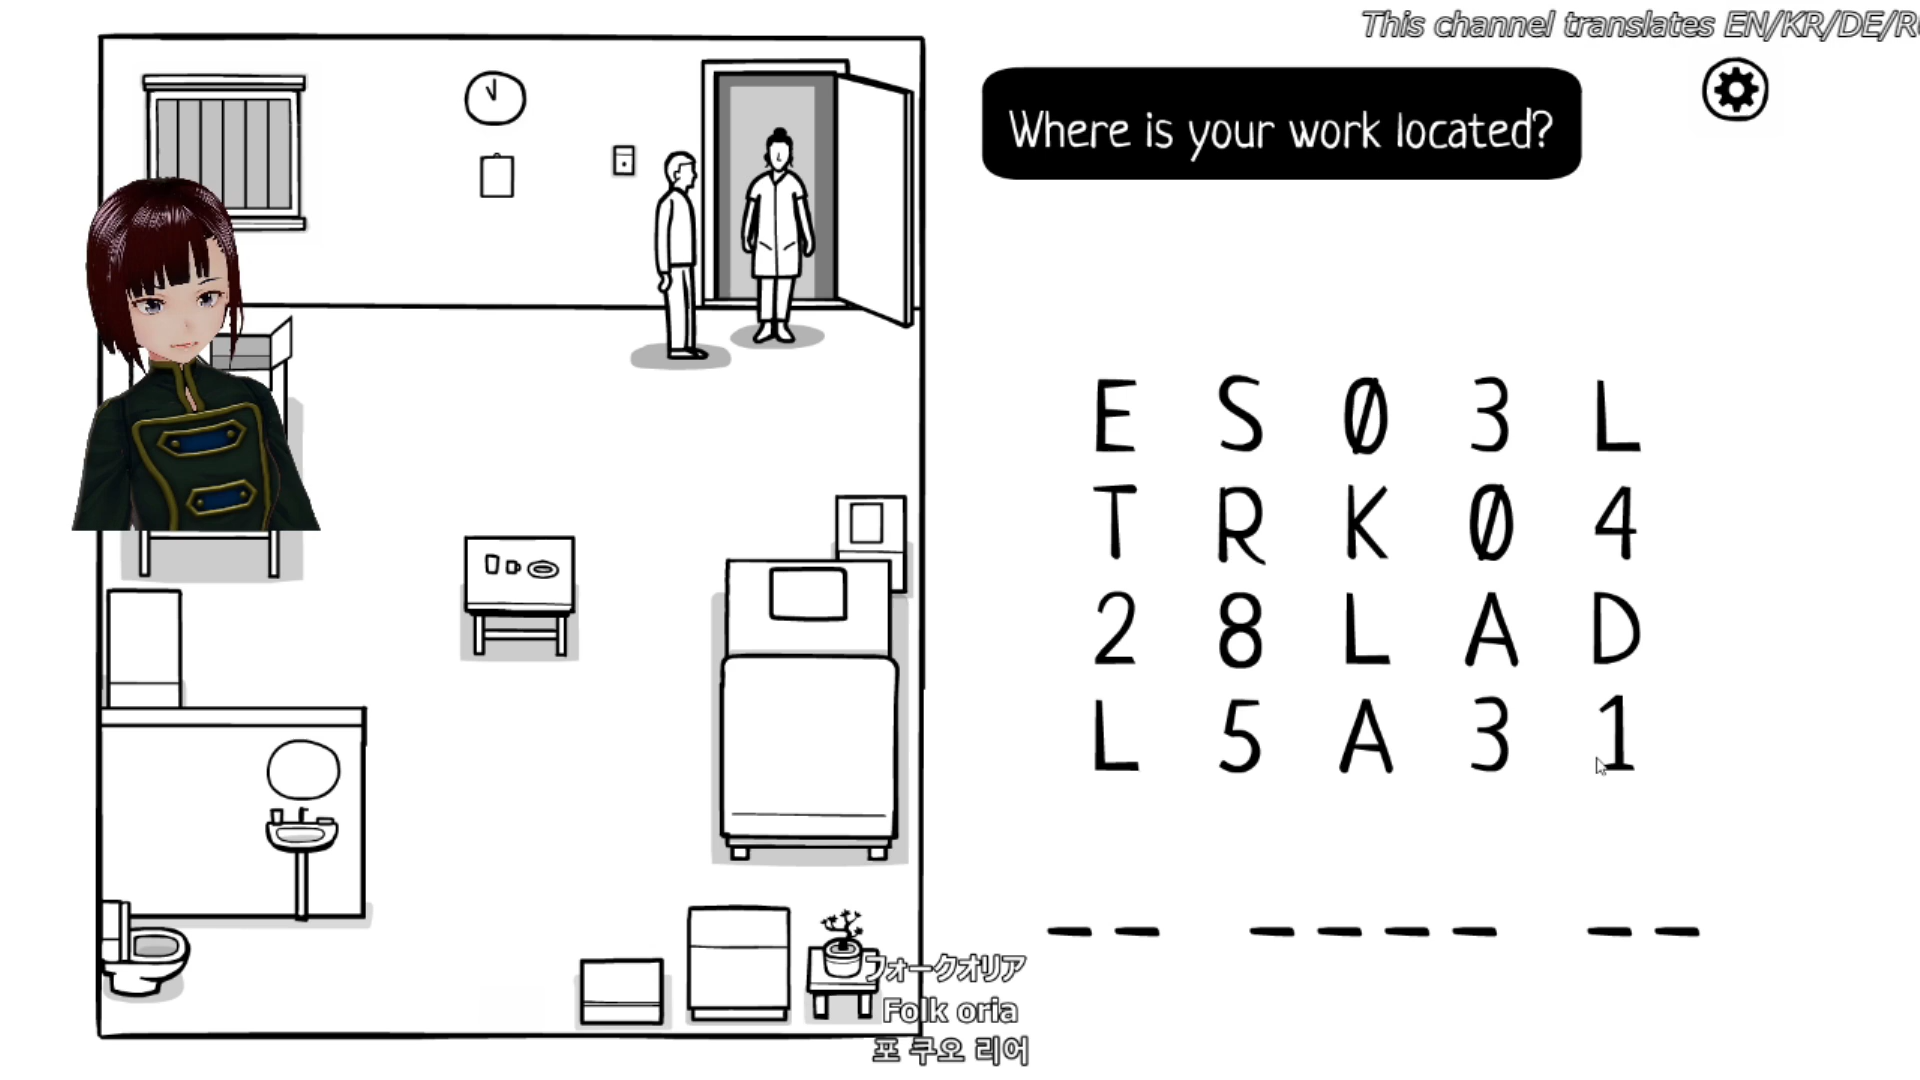 This channel translates EN/KR/DE/R
Where is your work located?
E S 0 3 L
T R K 0 4
2 8 L A D
L 5 A 3 1
フォークオリア
Folk oria
포 쿠오 리어